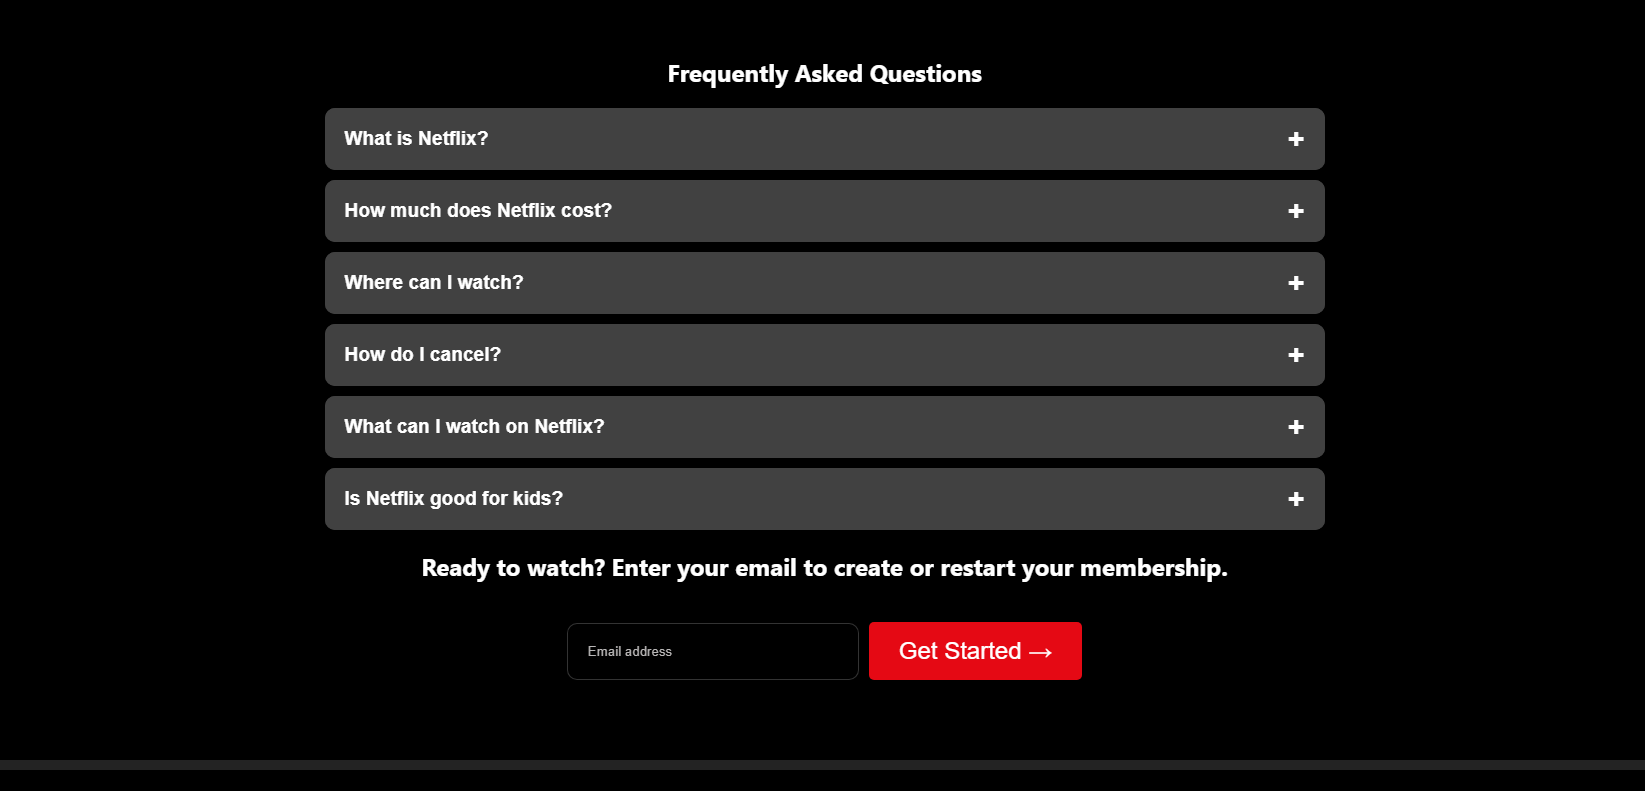 Frequently Asked Questions
What is Netflix?
How much does Netflix cost?
Where can I watch?
How do I cancel?
What can I watch on Netflix?
Is Netflix good for kids?
Ready to watch? Enter your email to create or restart your membership.
Email address
Get Started →